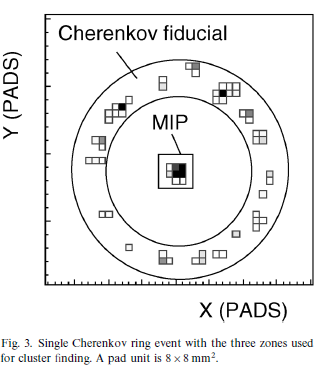 Cherenkov fiducial
MIP
Y (PADS)
X (PADS)
Fig. 3. Single Cherenkov ring event with the three zones used
for cluster finding. A pad unit is 8 × 8 mm².